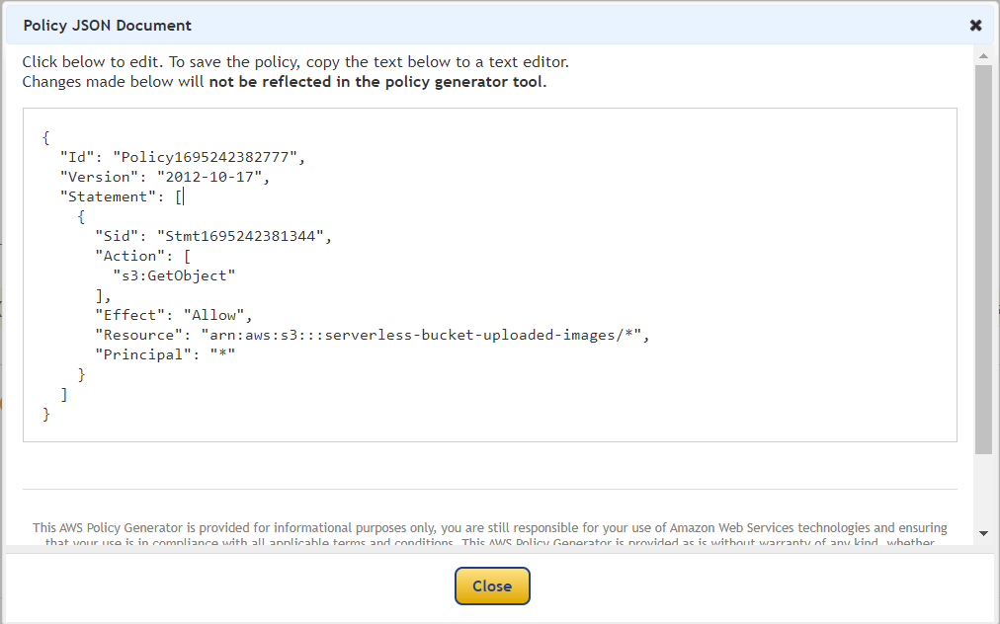 Policy JSON Document
Click below to edit. To save the policy, copy the text below to a text editor.
Changes made below will not be reflected in the policy generator tool.
{
"Id": "Policy1695242382777",
"Version": "2012-10-17",
"Statement": [
{
"Sid": "Stmt1695242381344",
"Action": [
"s3:GetObject"
],
"Effect": "Allow",
"Resource": "arn:aws:s3:::serverless-bucket-uploaded-images/*",
"Principal": "*"
}
]
}
This AWS Policy Generator is provided for informational purposes only, you are still responsible for your use of Amazon Web Services technologies and ensuring
that your use is in compliance with all applicable terms and conditions. This AWS Policy Generator is provided as is without warranty of any kind, whether
Close